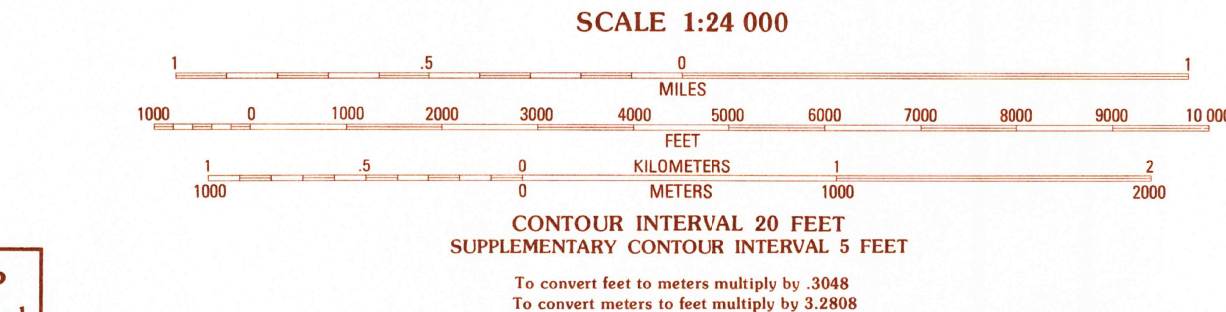 SCALE 1:24 000
1 .5 0 1
MILES
1000 0 1000 2000 3000 4000 5000 6000 7000 8000 9000 10 000
FEET
1 .5 0 KILOMETERS 1 2
1000 0 METERS 1000 2000
CONTOUR INTERVAL 20 FEET
SUPPLEMENTARY CONTOUR INTERVAL 5 FEET
To convert feet to meters multiply by .3048
To convert meters to feet multiply by 3.2808